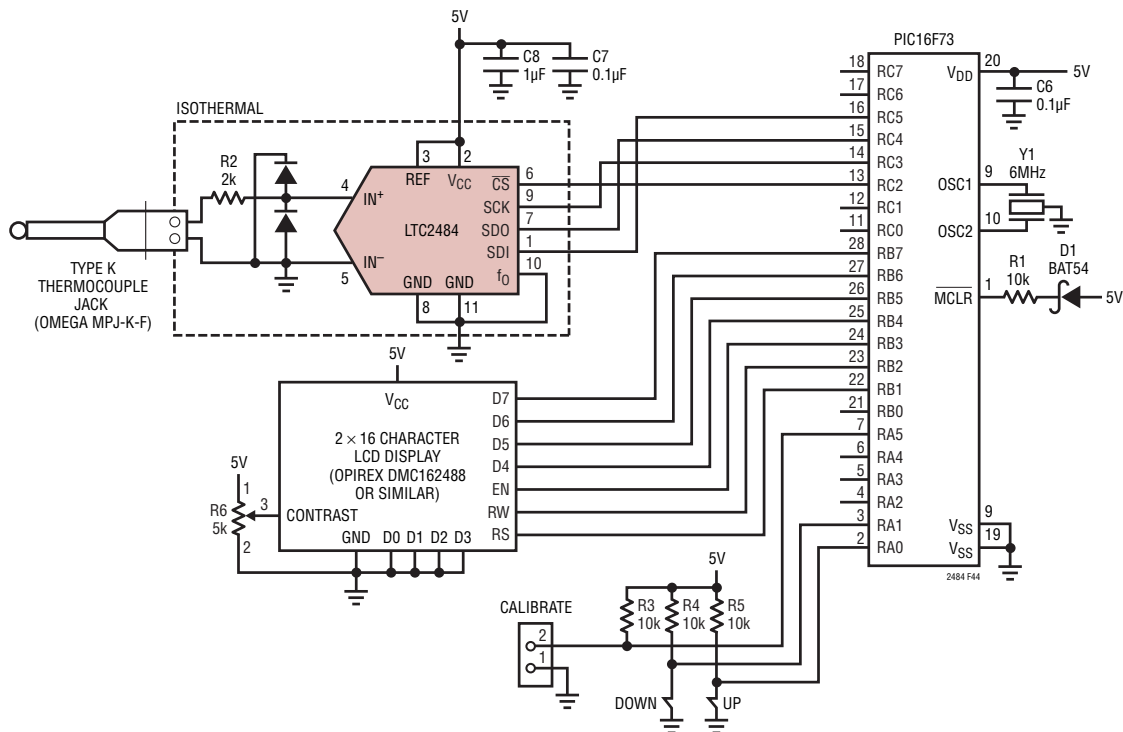 5V
C8
1µF
C7
0.1µF
ISOTHERMAL
R2
2k
3
2
REF
VCC
4
IN+
5
IN−
LTC2484
CS
6
SCK
9
SDO
7
SDI
1
fO
10
GND
GND
8
11
TYPE K
THERMOCOUPLE
JACK
(OMEGA MPJ-K-F)
PIC16F73
18
RC7
17
RC6
16
RC5
15
RC4
14
RC3
13
RC2
12
RC1
11
RC0
28
RB7
27
RB6
26
RB5
25
RB4
24
RB3
23
RB2
22
RB1
21
RB0
7
RA5
6
RA4
5
RA3
4
RA2
3
RA1
2
RA0
VDD
20
5V
C6
0.1µF
Y1
6MHz
9
OSC1
10
OSC2
R1
10k
D1
BAT54
MCLR
1
5V
VSS
9
VSS
19
2484 F44
5V
VCC
2 × 16 CHARACTER
LCD DISPLAY
(OPIREX DMC162488
OR SIMILAR)
D7
D6
D5
D4
EN
RW
RS
5V
1
R6
5k
3
2
CONTRAST
GND
D0
D1
D2
D3
5V
R3
10k
R4
10k
R5
10k
CALIBRATE
2
1
DOWN
UP